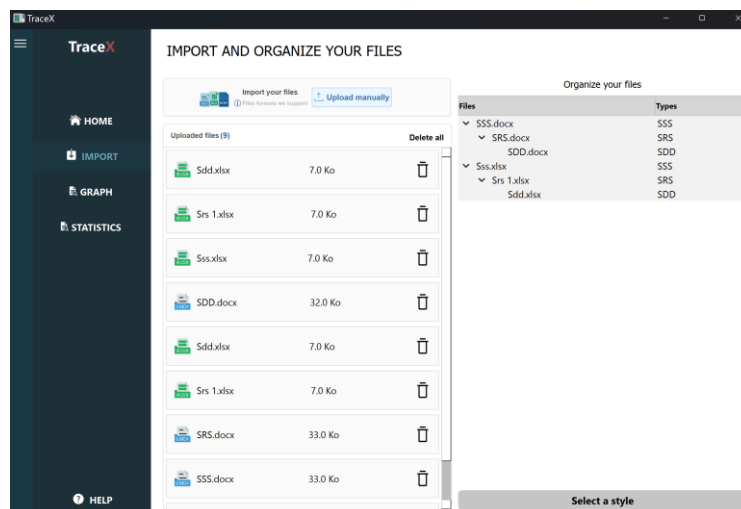 TraceX
TraceX
HOME
IMPORT
GRAPH
STATISTICS
HELP
IMPORT AND ORGANIZE YOUR FILES
Import your files
Files formats we support
Upload manually
Uploaded files (9)
Delete all
Sdd.xlsx 7.0 Ko
Srs 1.xlsx 7.0 Ko
Sss.xlsx 7.0 Ko
SDD.docx 32.0 Ko
Sdd.xlsx 7.0 Ko
Srs 1.xlsx 7.0 Ko
SRS.docx 33.0 Ko
SSS.docx 33.0 Ko
Organize your files
Files Types
SSS.docx SSS
SRS.docx SRS
SDD.docx SDD
Sss.xlsx SSS
Srs 1.xlsx SRS
Sdd.xlsx SDD
Select a style